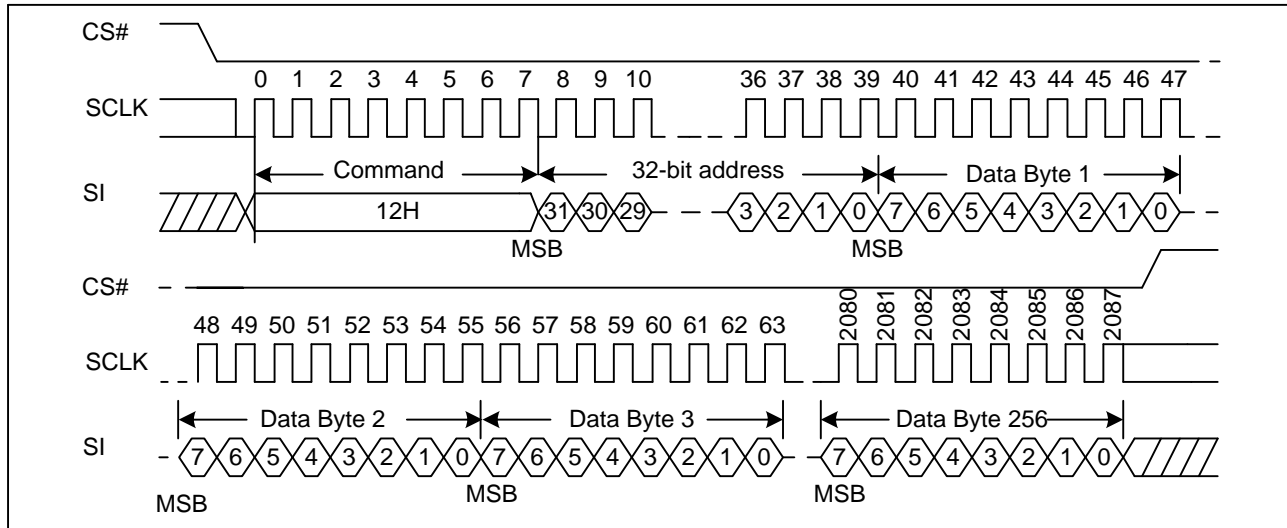 CS#
0 1 2 3 4 5 6 7 8 9 10 36 37 38 39 40 41 42 43 44 45 46 47
SCLK
Command 32-bit address Data Byte 1
SI
12H 31 30 29 3 2 1 0 7 6 5 4 3 2 1 0
MSB MSB
CS#
2080 2081 2082 2083 2084 2085 2086 2087
48 49 50 51 52 53 54 55 56 57 58 59 60 61 62 63
SCLK
Data Byte 2 Data Byte 3 Data Byte 256
SI
7 6 5 4 3 2 1 0 7 6 5 4 3 2 1 0 7 6 5 4 3 2 1 0
MSB MSB MSB